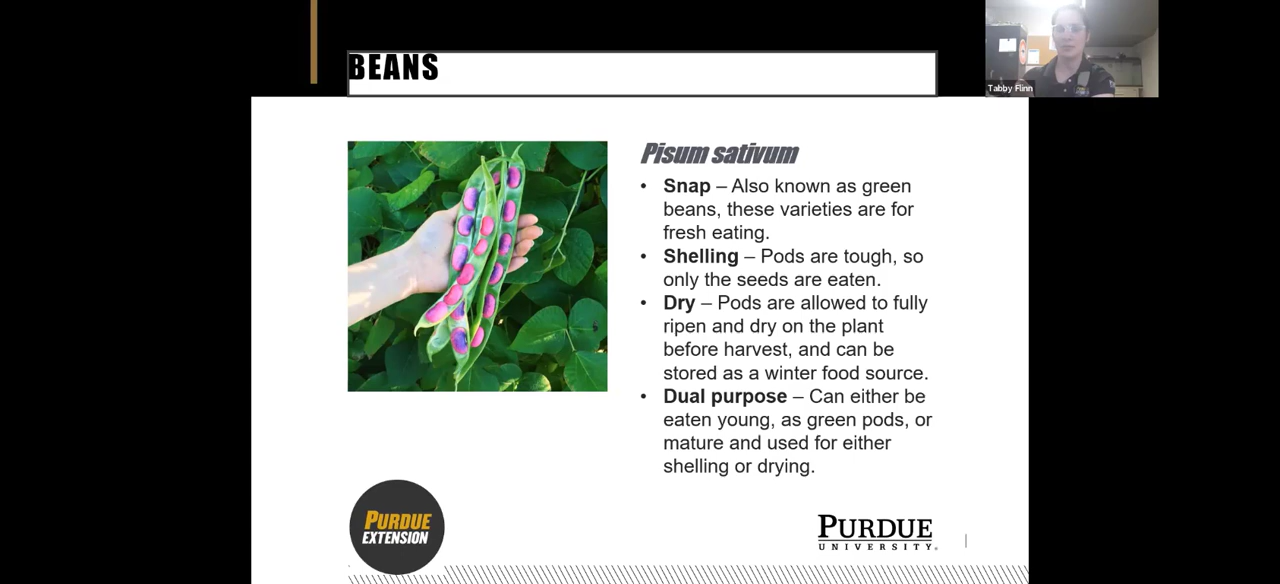 BEANS
Tabby Flinn
Pisum sativum
• Snap – Also known as green
beans, these varieties are for
fresh eating.
• Shelling – Pods are tough, so
only the seeds are eaten.
• Dry – Pods are allowed to fully
ripen and dry on the plant
before harvest, and can be
stored as a winter food source.
• Dual purpose – Can either be
eaten young, as green pods, or
mature and used for either
shelling or drying.
PURDUE
EXTENSION
PURDUE
UNIVERSITY®